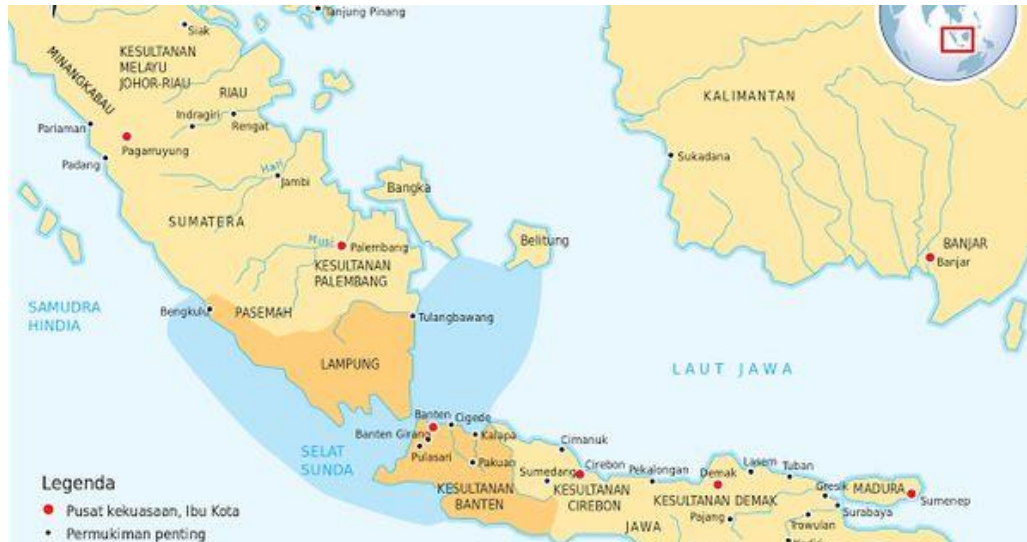 Tanjung Pinang
Siak
KESULTANAN
MELAYU
JOHOR-RIAU
MINANGKABAU
RIAU
KALIMANTAN
Indragiri
Rengat
Pariaman
Pagarruyung
Padang
Sukadana
Hari
Jambi
Bangka
SUMATERA
Musi
Palembang
Belitung
BANJAR
Banjar
KESULTANAN
PALEMBANG
SAMUDRA
HINDIA
Bengkulu
PASEMAH
Tulangbawang
LAMPUNG
LAUT JAWA
Banten
Cigede
Banten Girang
Kalapa
SELAT
SUNDA
Cimanuk
Pulasari
Pakuan
Sumedang
Cirebon
Pekalongan
Demak
Lasem
Tuban
Legenda
KESULTANAN
BANTEN
KESULTANAN
CIREBON
KESULTANAN DEMAK
Gresik
MADURA
Sumenep
Surabaya
Pusat kekuasaan, Ibu Kota
JAWA
Pajang
Trowulan
Permukiman penting